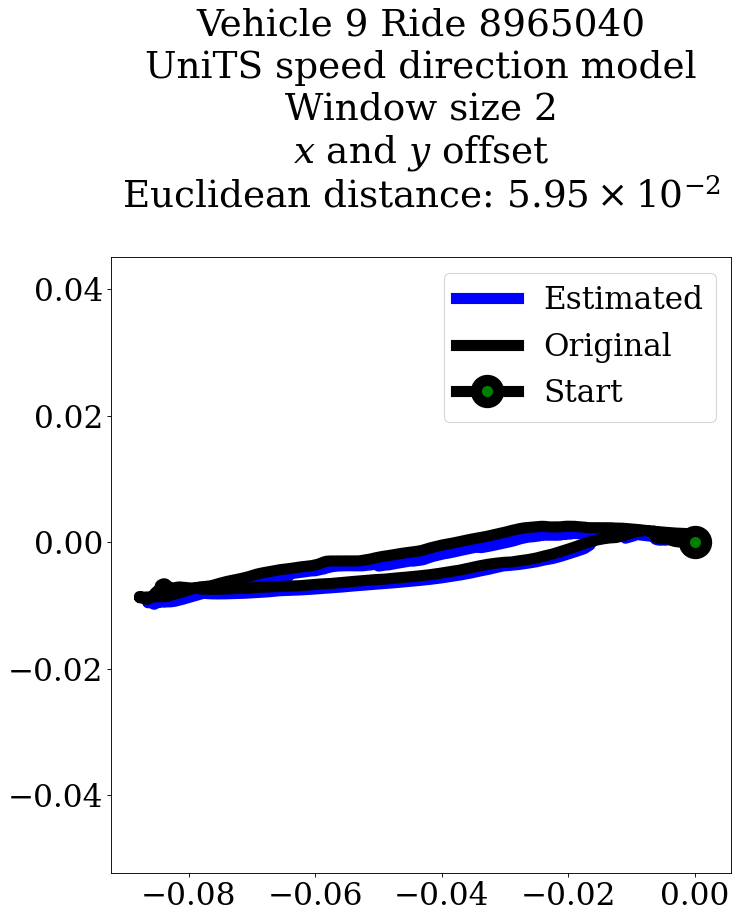 Vehicle 9 Ride 8965040
UniTS speed direction model
Window size 2
x and y offset
Euclidean distance: 5.95 × 10⁻²
Estimated
Original
Start
0.04
0.02
0.00
−0.02
−0.04
−0.08 −0.06 −0.04 −0.02 0.00